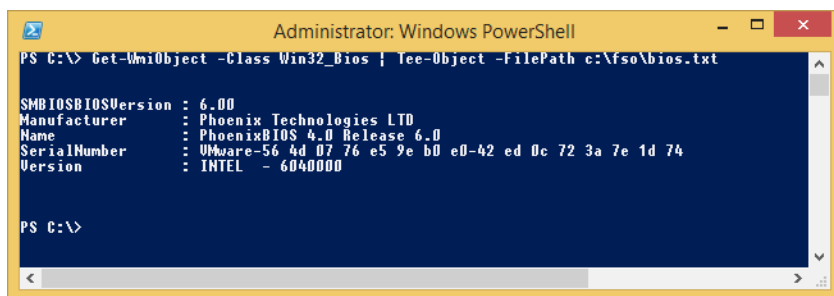 Administrator: Windows PowerShell
PS C:\> Get-WmiObject -Class Win32_Bios | Tee-Object -FilePath c:\fso\bios.txt
SMBIOSBIOSVersion : 6.00
Manufacturer      : Phoenix Technologies LTD
Name              : PhoenixBIOS 4.0 Release 6.0
SerialNumber      : VMware-56 4d 07 76 e5 9e b0 e0-42 ed 0c 72 3a 7e 1d 74
Version           : INTEL  - 6040000
PS C:\>